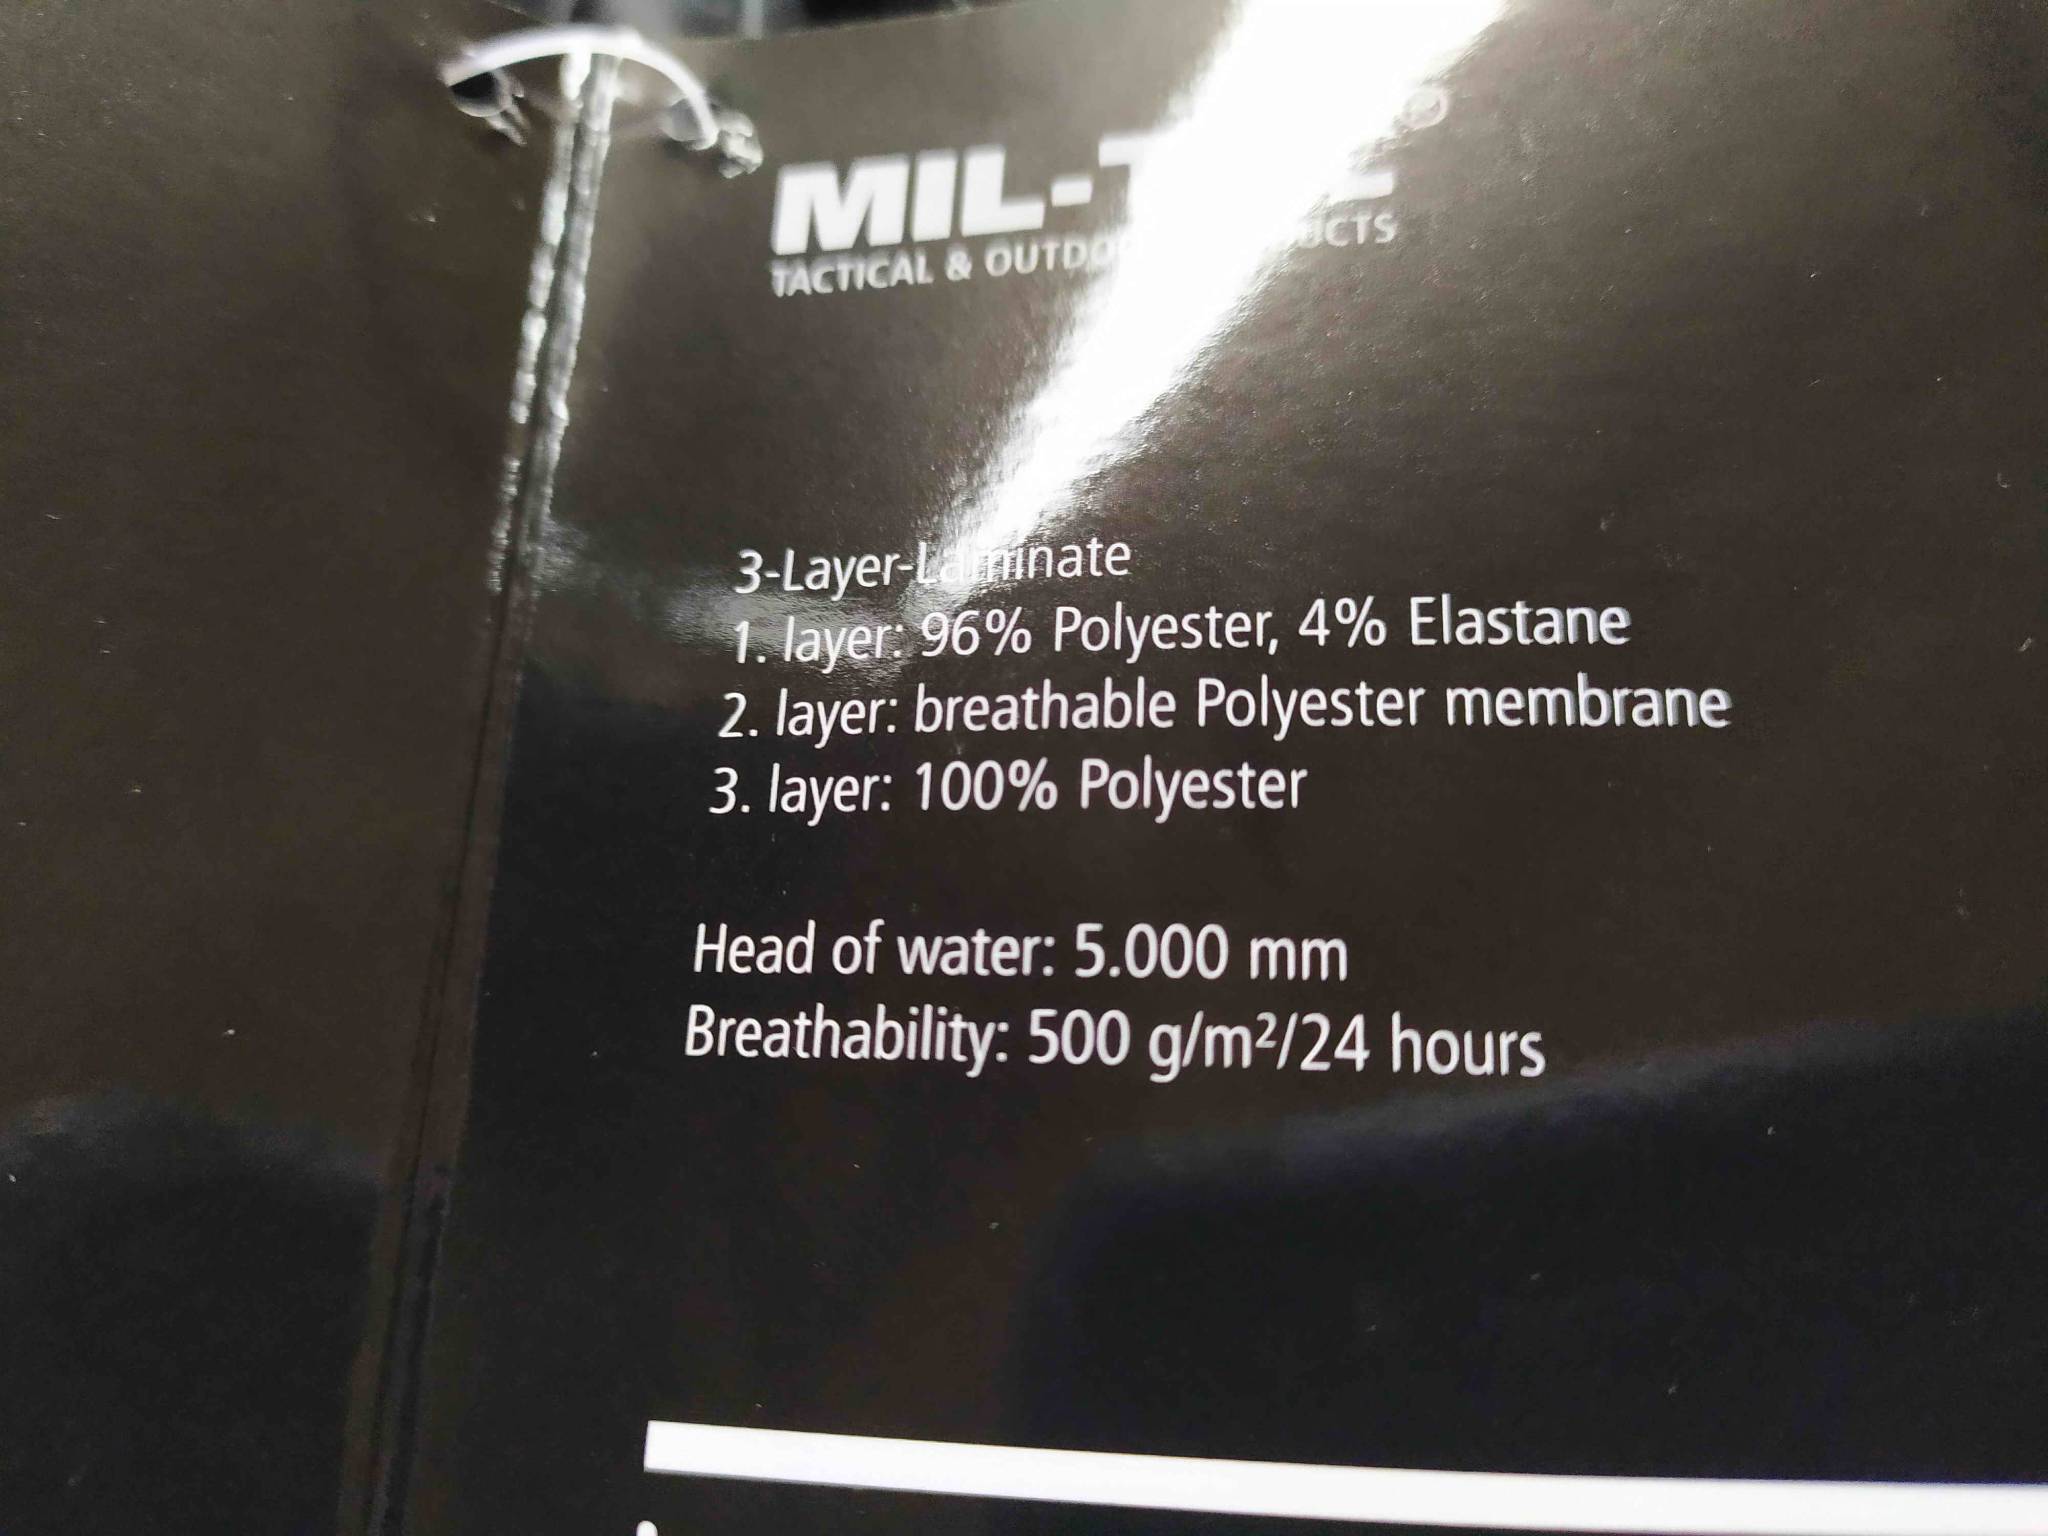 MIL-
TACTICAL &
3-Layer-Laminate
1. layer: 96% Polyester, 4% Elastane
2. layer: breathable Polyester membrane
3. layer: 100% Polyester
Head of water: 5.000 mm
Breathability: 500 g/m²/24 hours